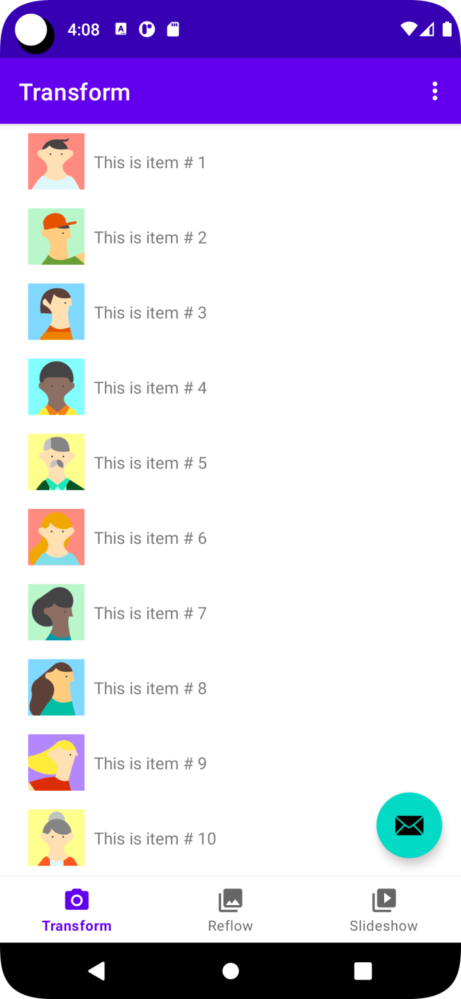 4:08
Transform
This is item # 1
This is item # 2
This is item # 3
This is item # 4
This is item # 5
This is item # 6
This is item # 7
This is item # 8
This is item # 9
This is item # 10
Transform Reflow Slideshow